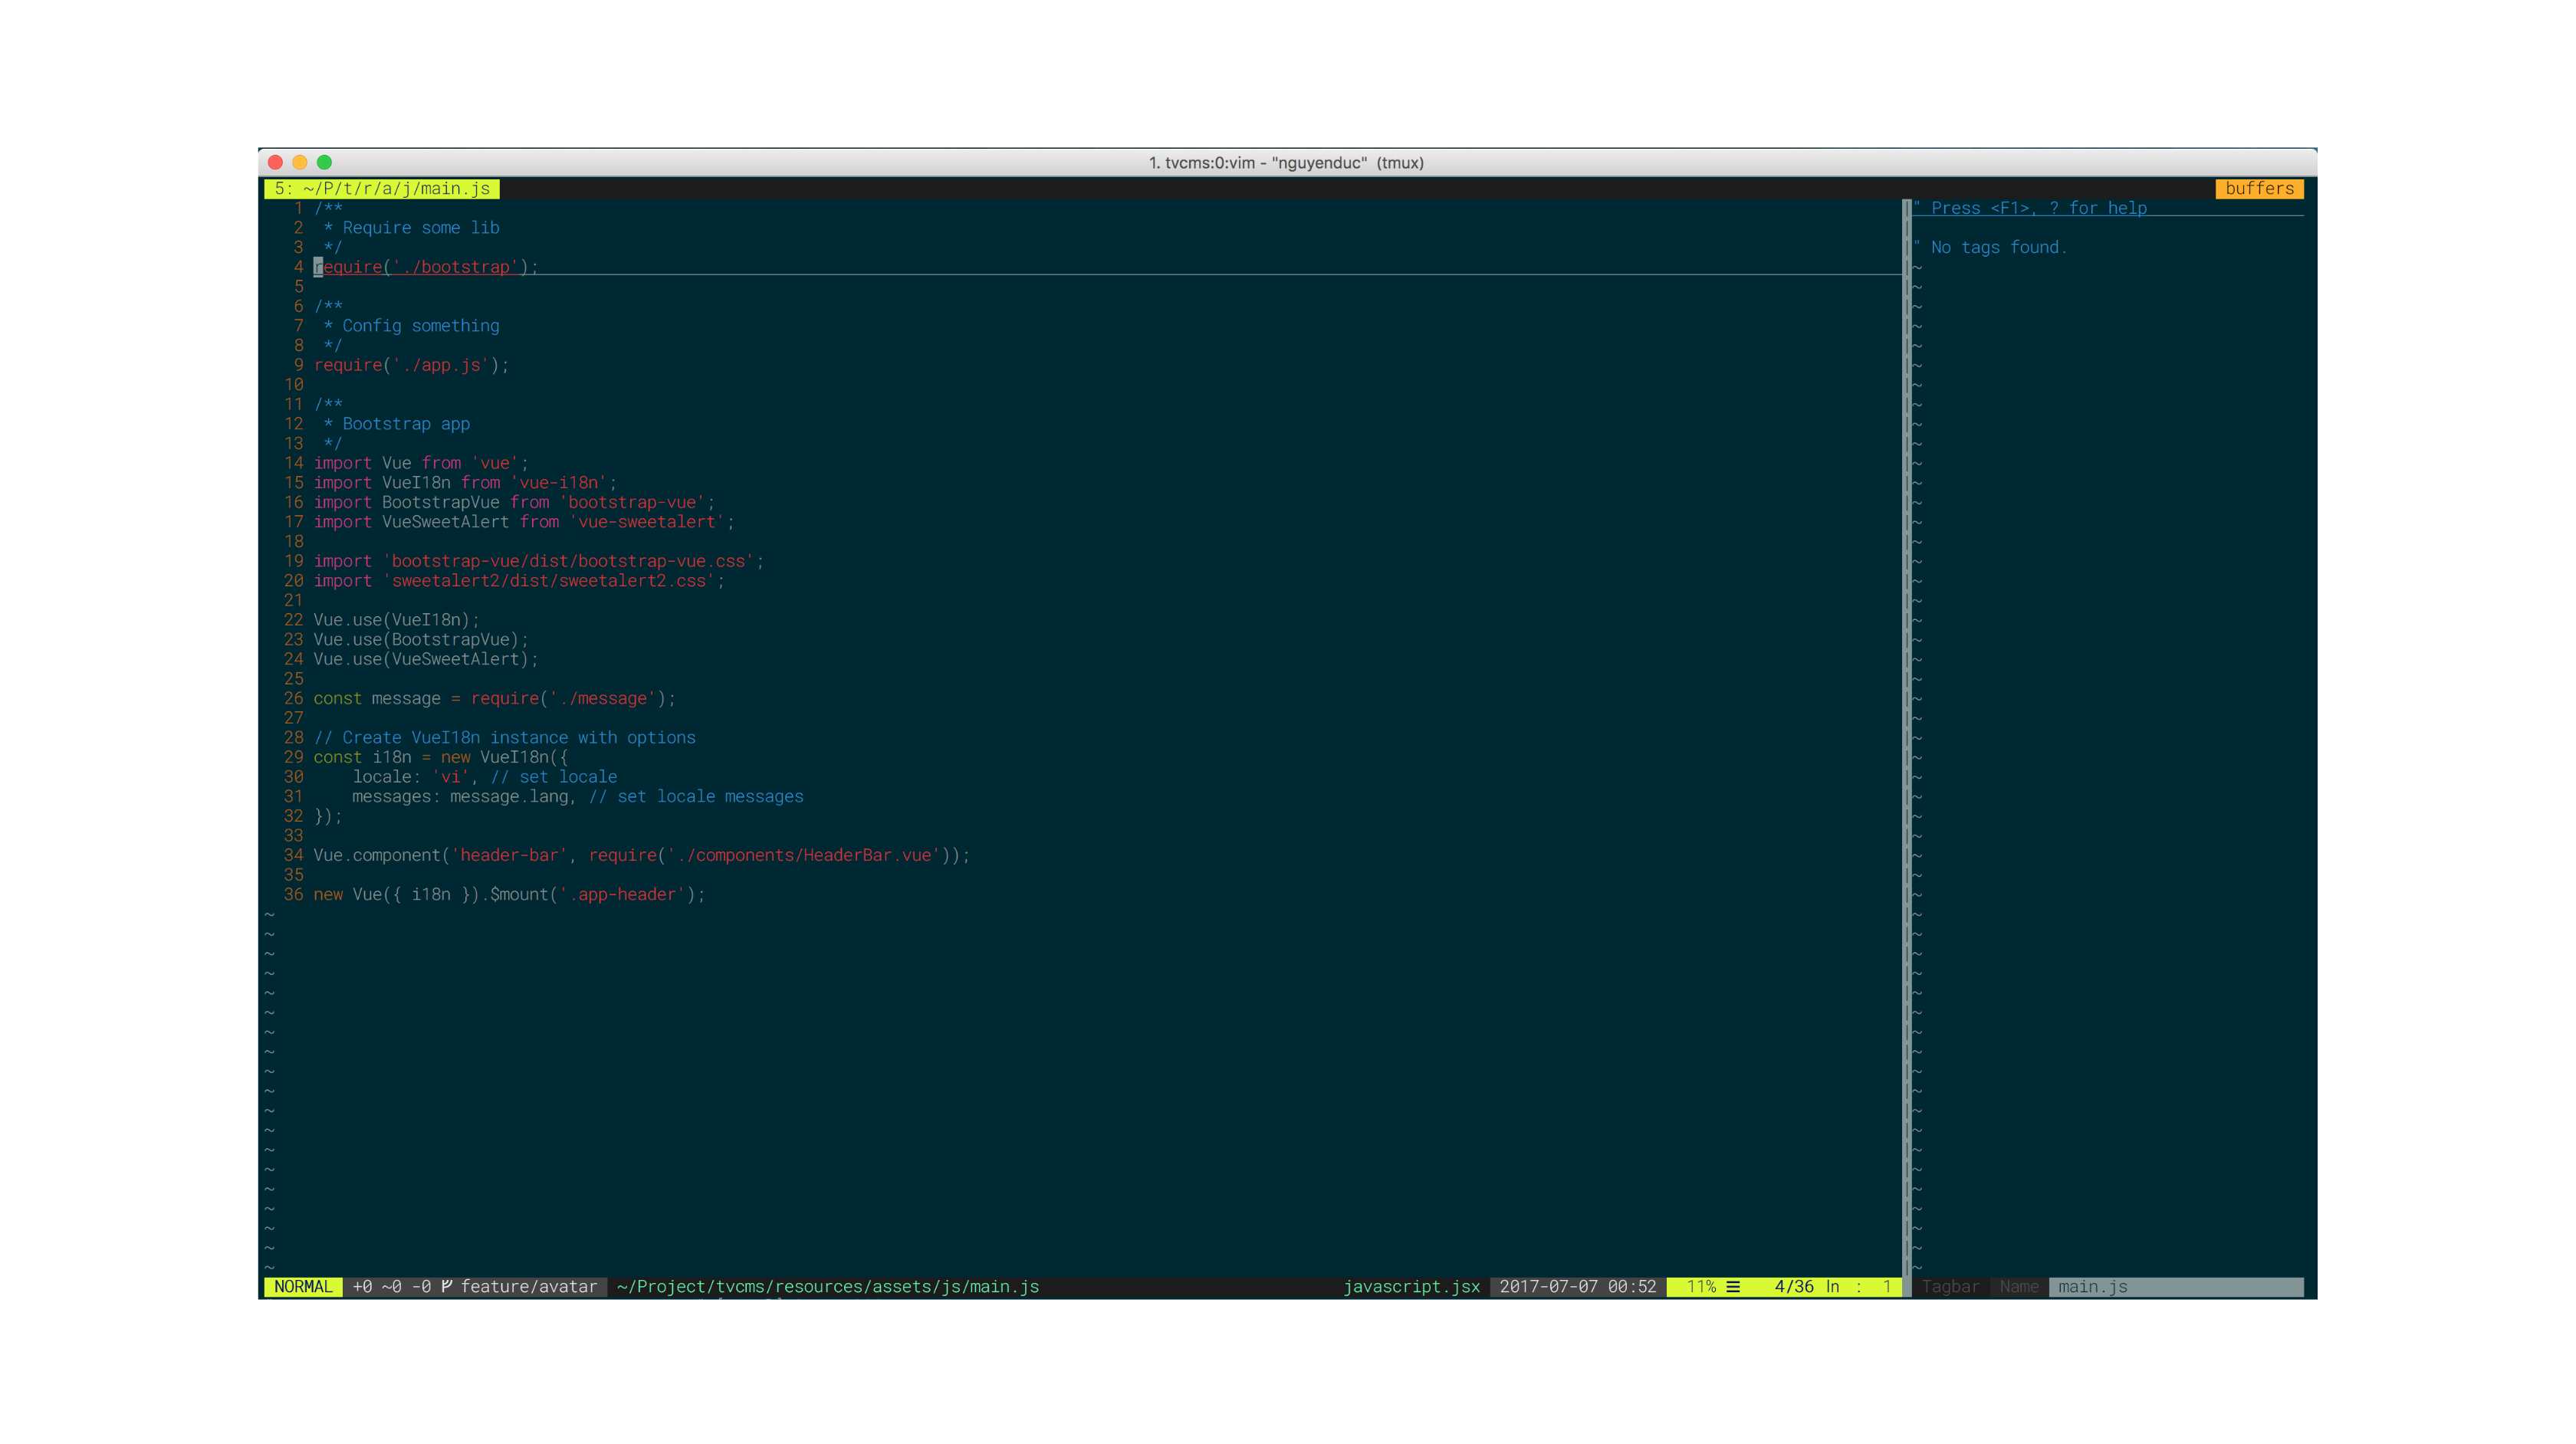 1. tvcms:0:vim - "nguyenduc" (tmux)
5: ~/P/t/r/a/j/main.js
buffers
1 /**
2  * Require some lib
3  */
4 require('./bootstrap');
5
6 /**
7  * Config something
8  */
9 require('./app.js');
10
11 /**
12  * Bootstrap app
13  */
14 import Vue from 'vue';
15 import VueI18n from 'vue-i18n';
16 import BootstrapVue from 'bootstrap-vue';
17 import VueSweetAlert from 'vue-sweetalert';
18
19 import 'bootstrap-vue/dist/bootstrap-vue.css';
20 import 'sweetalert2/dist/sweetalert2.css';
21
22 Vue.use(VueI18n);
23 Vue.use(BootstrapVue);
24 Vue.use(VueSweetAlert);
25
26 const message = require('./message');
27
28 // Create VueI18n instance with options
29 const i18n = new VueI18n({
30     locale: 'vi', // set locale
31     messages: message.lang, // set locale messages
32 });
33
34 Vue.component('header-bar', require('./components/HeaderBar.vue'));
35
36 new Vue({ i18n }).$mount('.app-header');
" Press <F1>, ? for help
" No tags found.
NORMAL +0 ~0 -0 feature/avatar ~/Project/tvcms/resources/assets/js/main.js javascript.jsx 2017-07-07 00:52 11% ☰ 4/36 ln : 1
Tagbar Name main.js